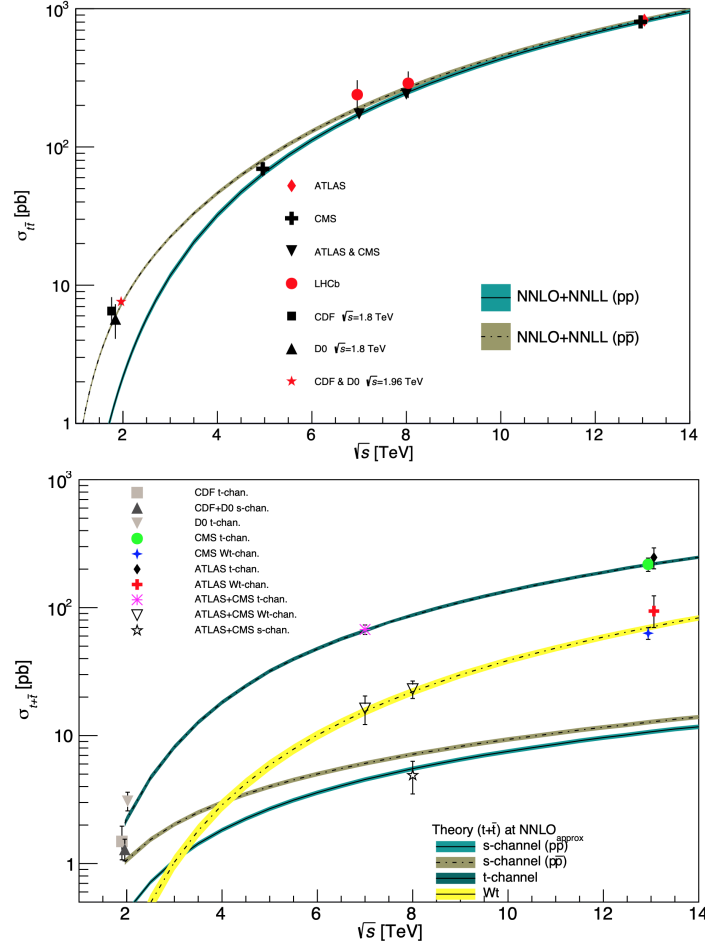 10³
10²
10
1
σ_tt̄ [pb]
ATLAS
CMS
ATLAS & CMS
LHCb
CDF √s=1.8 TeV
D0 √s=1.8 TeV
CDF & D0 √s=1.96 TeV
NNLO+NNLL (pp)
NNLO+NNLL (pp̅)
2 4 6 8 10 12 14
√s [TeV]
10³
10²
10
1
σ_t+t̄ [pb]
CDF t-chan.
CDF+D0 s-chan.
D0 t-chan.
CMS t-chan.
CMS Wt-chan.
ATLAS t-chan.
ATLAS Wt-chan.
ATLAS+CMS t-chan.
ATLAS+CMS Wt-chan.
ATLAS+CMS s-chan.
Theory (t+t̄) at NNLO approx
s-channel (pp)
s-channel (pp̅)
t-channel
Wt
2 4 6 8 10 12 14
√s [TeV]